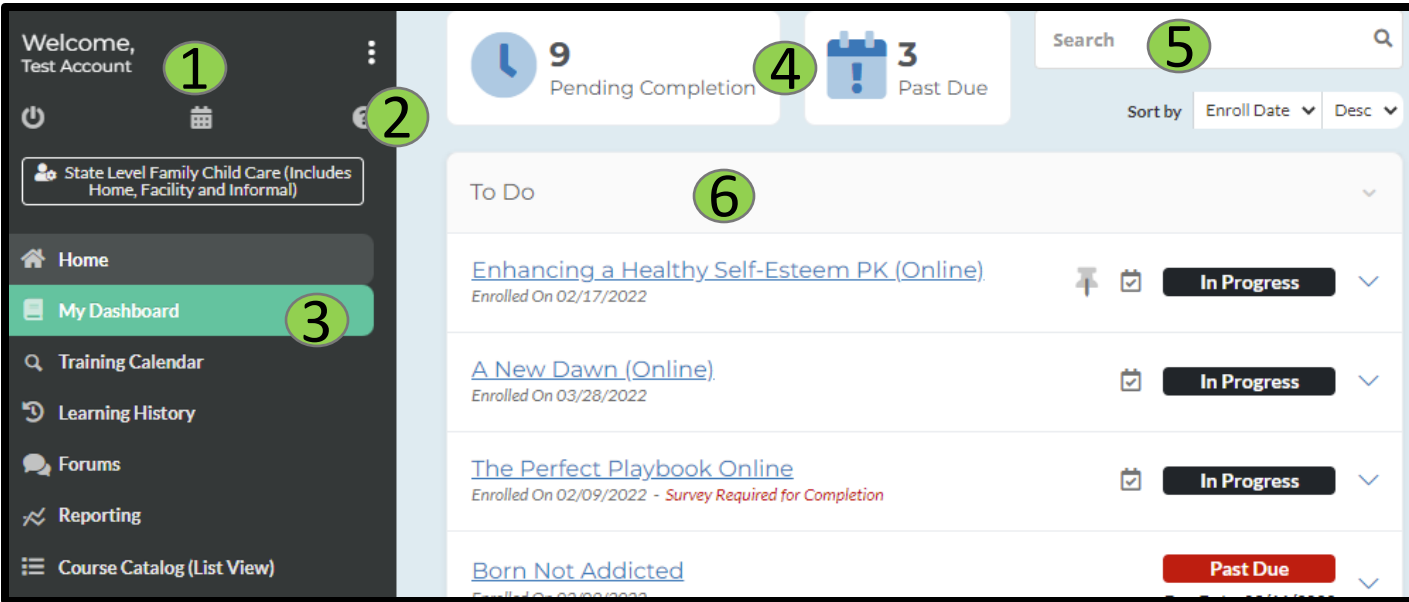 Welcome,
Test Account
1
2
State Level Family Child Care (Includes
Home, Facility and Informal)
Home
My Dashboard
3
Training Calendar
Learning History
Forums
Reporting
Course Catalog (List View)
9
Pending Completion
4
3
Past Due
Search
5
Sort by Enroll Date Desc
To Do
6
Enhancing a Healthy Self-Esteem PK (Online)
Enrolled On 02/17/2022
In Progress
A New Dawn (Online)
Enrolled On 03/28/2022
In Progress
The Perfect Playbook Online
Enrolled On 02/09/2022 - Survey Required for Completion
In Progress
Born Not Addicted
Past Due